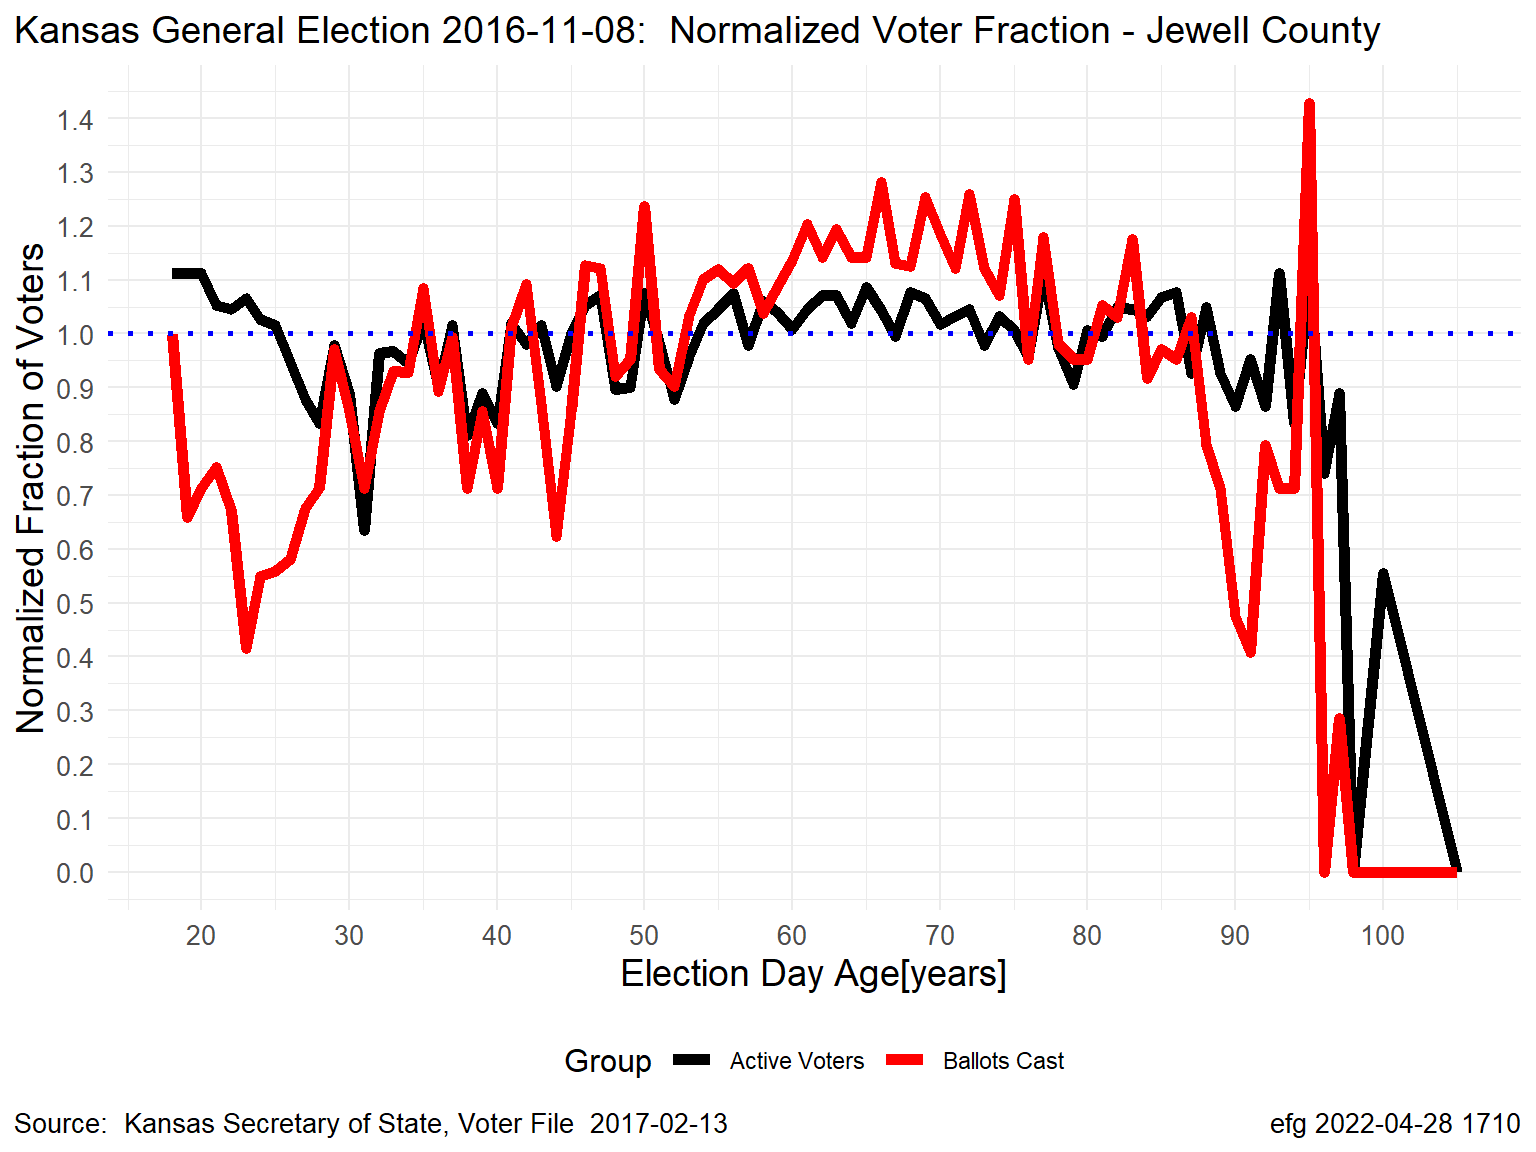 Kansas General Election 2016-11-08:  Normalized Voter Fraction - Jewell County
Normalized Fraction of Voters
1.4
1.3
1.2
1.1
1.0
0.9
0.8
0.7
0.6
0.5
0.4
0.3
0.2
0.1
0.0
20 30 40 50 60 70 80 90 100
Election Day Age[years]
Group Active Voters Ballots Cast
Source:  Kansas Secretary of State, Voter File  2017-02-13
efg 2022-04-28 1710